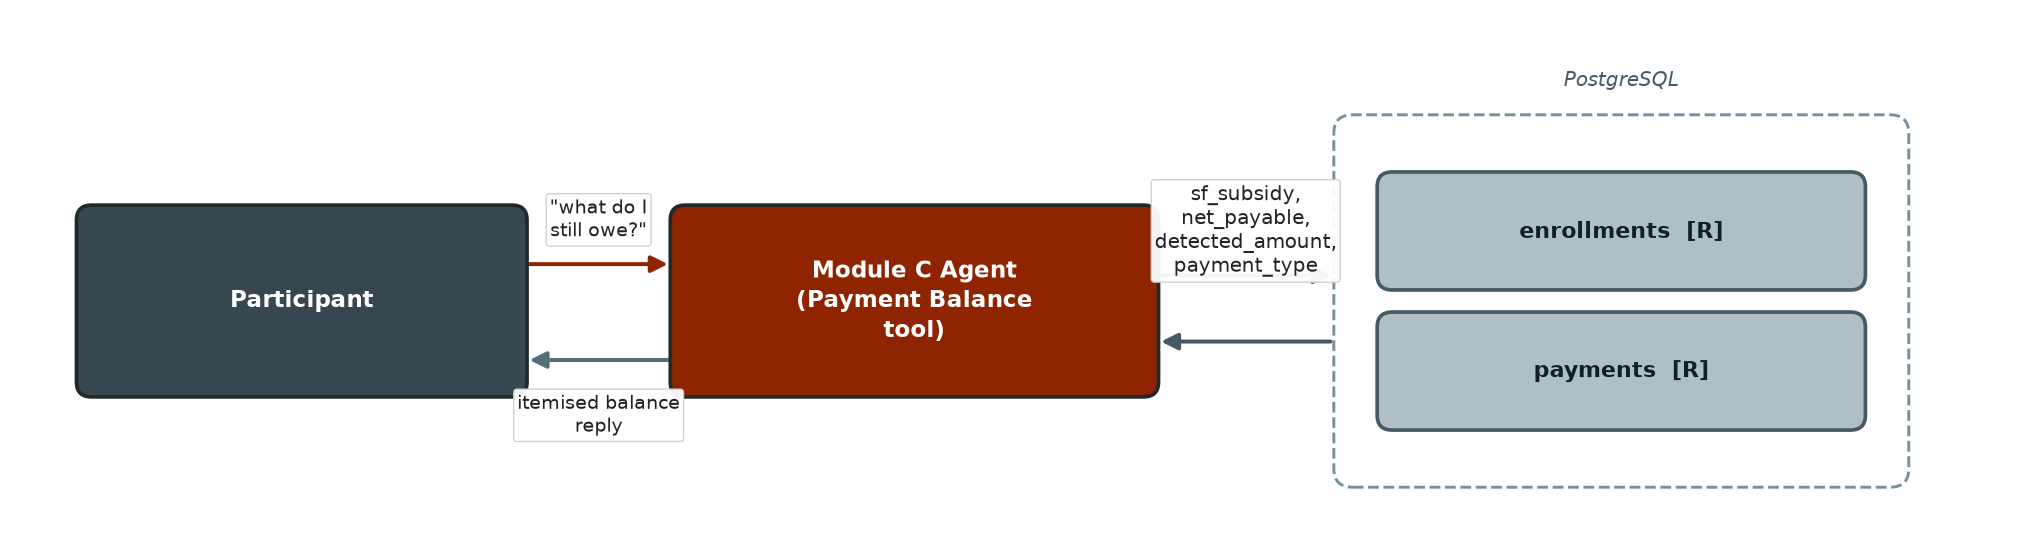 PostgreSQL
"what do I
still owe?"
sf_subsidy,
net_payable,
detected_amount,
payment_type
enrollments  [R]
Participant
Module C Agent
(Payment Balance
tool)
payments  [R]
itemised balance
reply